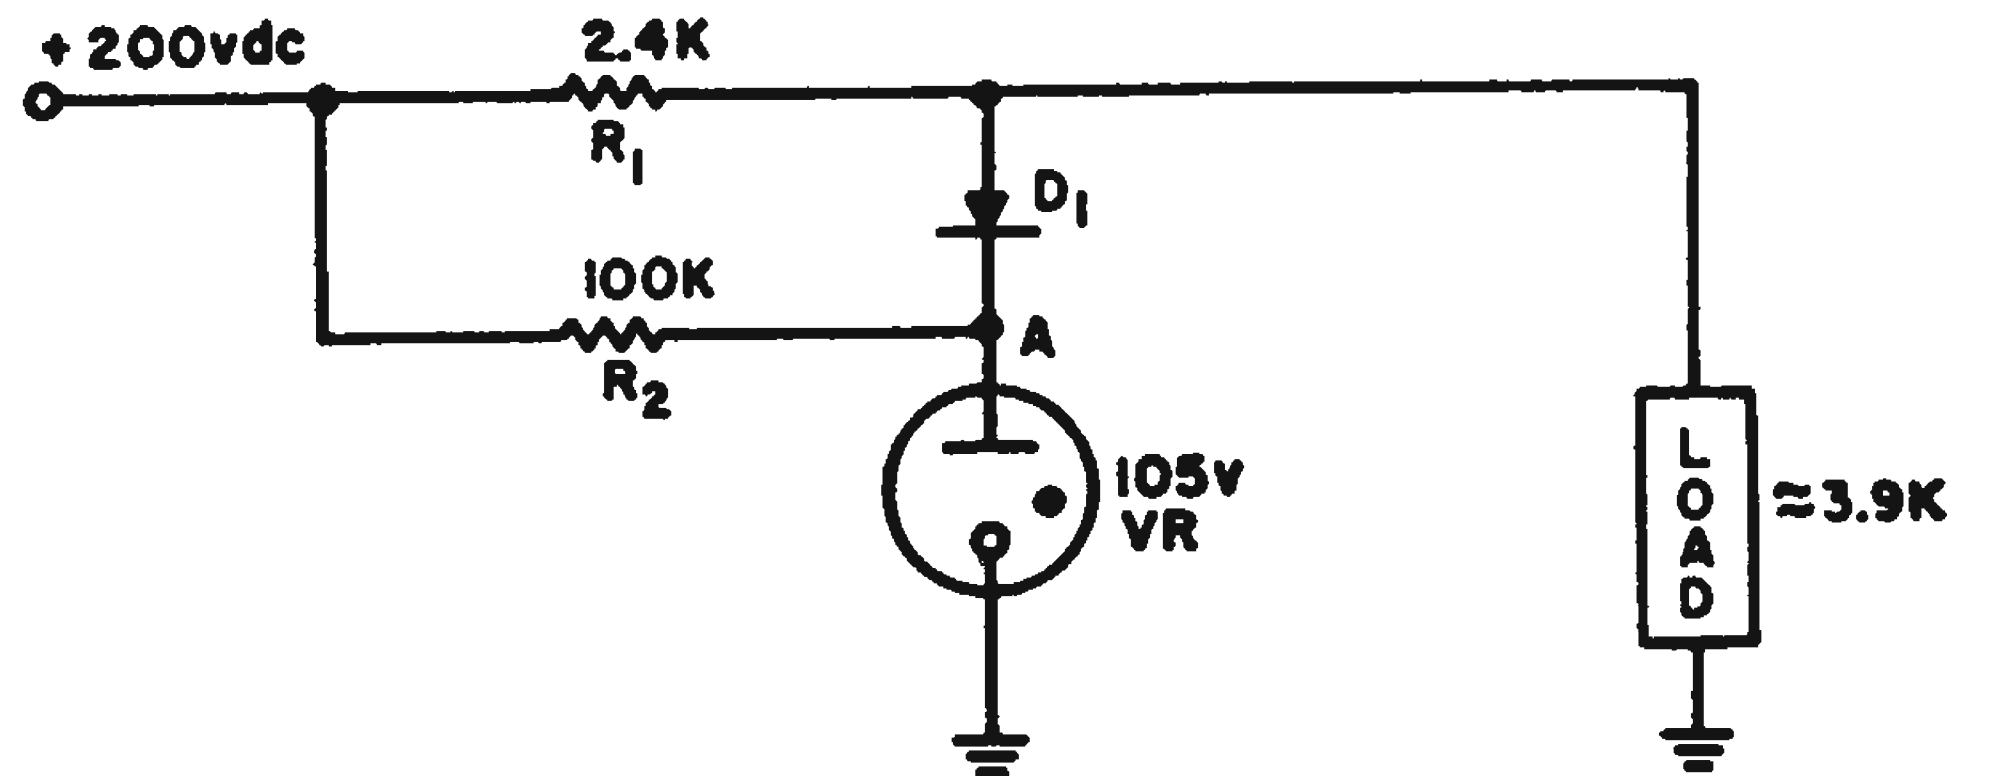 + 200vdc
2.4K
R1
D1
100K
R2
A
105v
VR
LOAD
≈3.9K